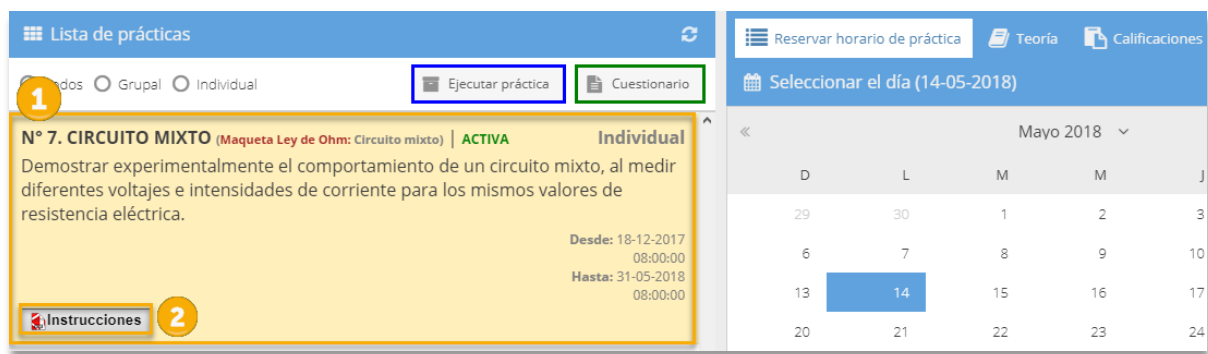 Lista de prácticas
Grupal Individual
Ejecutar práctica
Cuestionario
1
N° 7. CIRCUITO MIXTO (Maqueta Ley de Ohm: Circuito mixto) | ACTIVA Individual
Demostrar experimentalmente el comportamiento de un circuito mixto, al medir
diferentes voltajes e intensidades de corriente para los mismos valores de
resistencia eléctrica.
Desde: 18-12-2017
08:00:00
Hasta: 31-05-2018
08:00:00
Instrucciones
2
Reservar horario de práctica Teoría Calificaciones
Seleccionar el día (14-05-2018)
« Mayo 2018
D L M M J
29 30 1 2 3
6 7 8 9 10
13 14 15 16 17
20 21 22 23 24